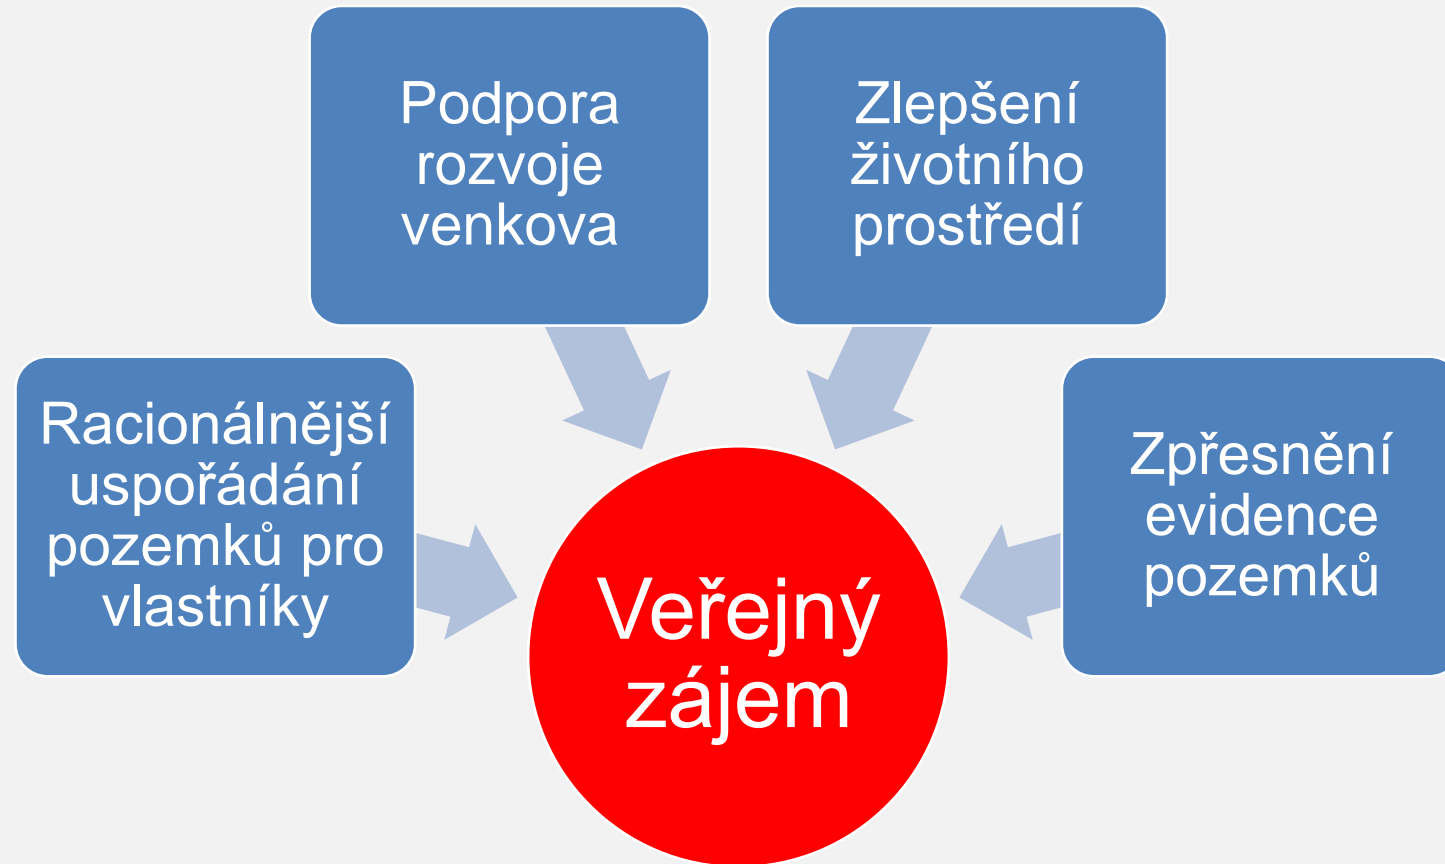 Podpora
rozvoje
venkova
Zlepšení
životního
prostředí
Racionálnější
uspořádání
pozemků pro
vlastníky
Zpřesnění
evidence
pozemků
Veřejný
zájem